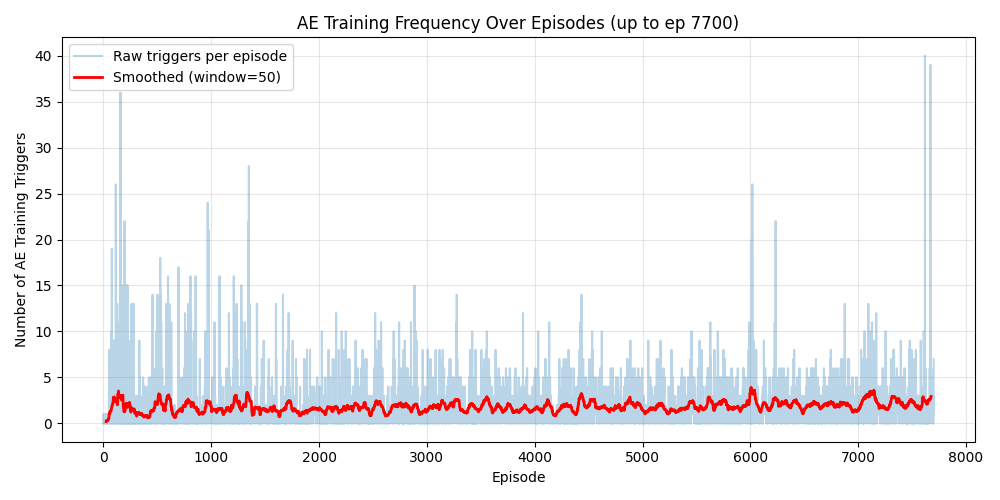 AE Training Frequency Over Episodes (up to ep 7700)
Raw triggers per episode
Smoothed (window=50)
Number of AE Training Triggers
40
35
30
25
20
15
10
5
0
0 1000 2000 3000 4000 5000 6000 7000 8000
Episode